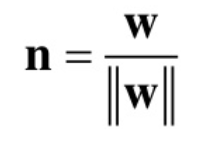 n = w / ‖w‖